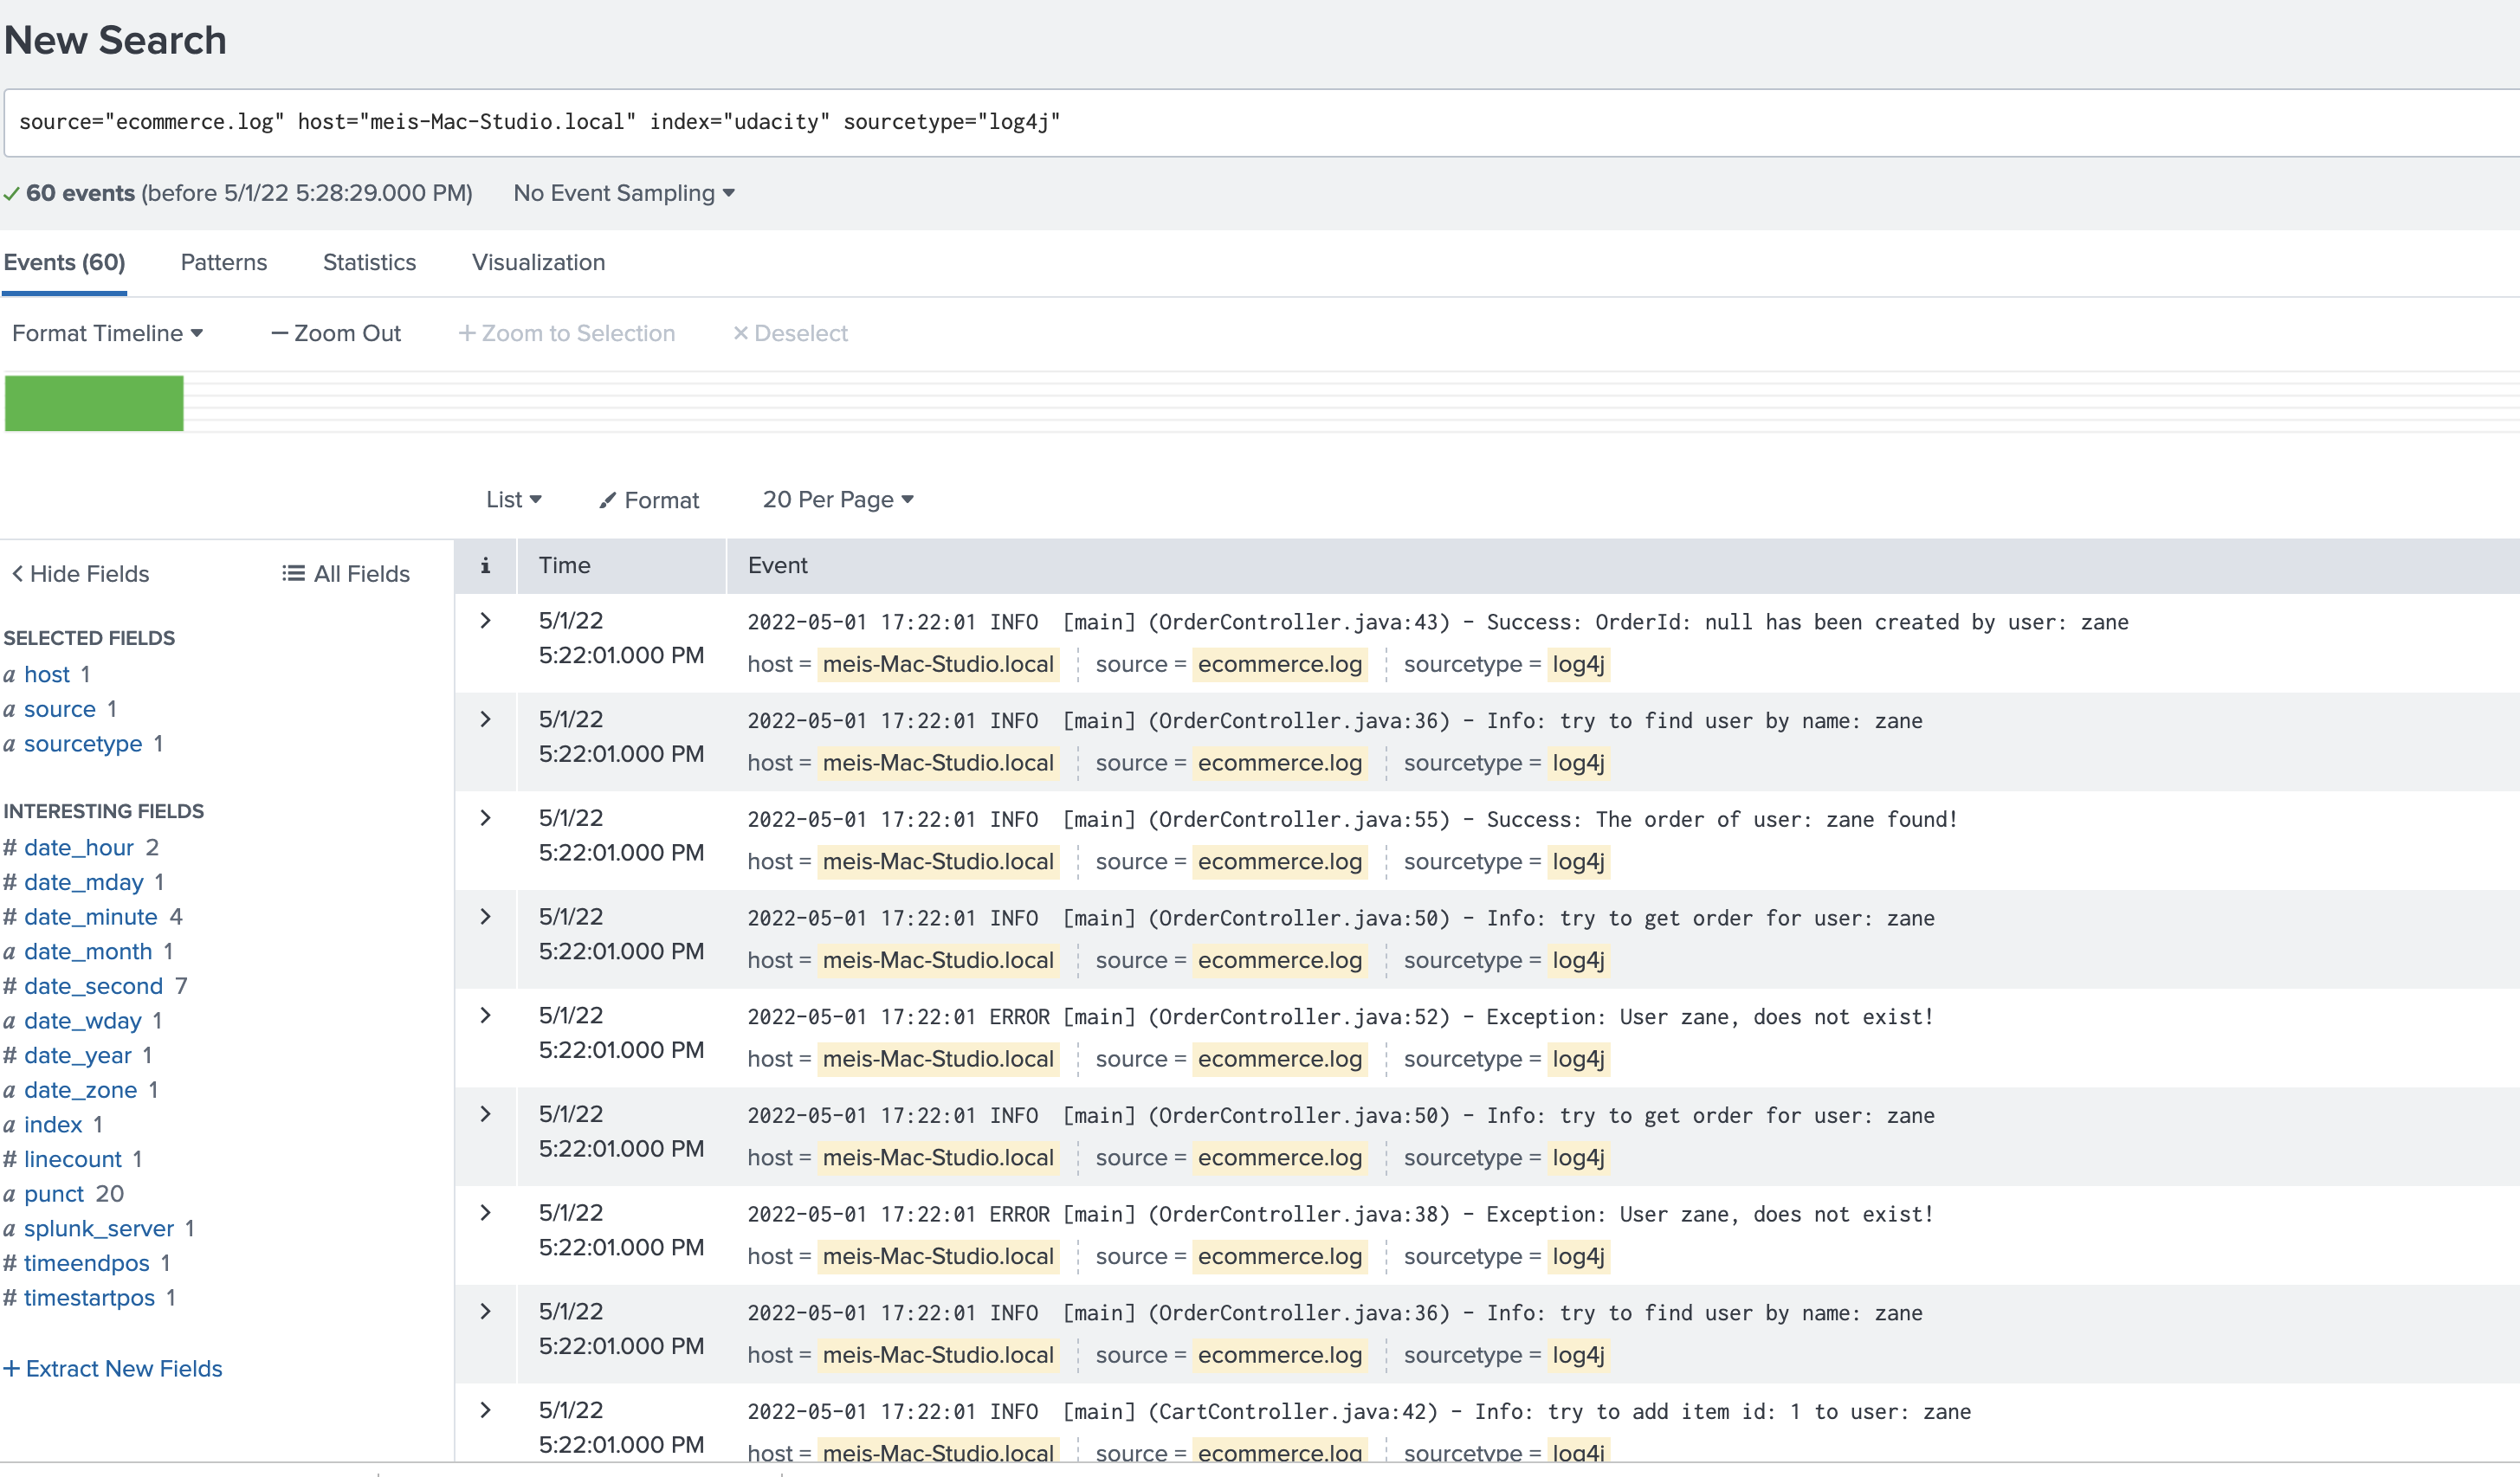 New Search
source="ecommerce.log" host="meis-Mac-Studio.local" index="udacity" sourcetype="log4j"
60 events (before 5/1/22 5:28:29.000 PM) No Event Sampling
Events (60) Patterns Statistics Visualization
Format Timeline — Zoom Out + Zoom to Selection × Deselect
List Format 20 Per Page
< Hide Fields All Fields
SELECTED FIELDS
a host 1
a source 1
a sourcetype 1
INTERESTING FIELDS
# date_hour 2
# date_mday 1
# date_minute 4
a date_month 1
# date_second 7
a date_wday 1
# date_year 1
a date_zone 1
a index 1
# linecount 1
a punct 20
a splunk_server 1
# timeendpos 1
# timestartpos 1
+ Extract New Fields
i Time Event
> 5/1/22 2022-05-01 17:22:01 INFO  [main] (OrderController.java:43) - Success: OrderId: null has been created by user: zane
5:22:01.000 PM host = meis-Mac-Studio.local source = ecommerce.log sourcetype = log4j
> 5/1/22 2022-05-01 17:22:01 INFO  [main] (OrderController.java:36) - Info: try to find user by name: zane
5:22:01.000 PM host = meis-Mac-Studio.local source = ecommerce.log sourcetype = log4j
> 5/1/22 2022-05-01 17:22:01 INFO  [main] (OrderController.java:55) - Success: The order of user: zane found!
5:22:01.000 PM host = meis-Mac-Studio.local source = ecommerce.log sourcetype = log4j
> 5/1/22 2022-05-01 17:22:01 INFO  [main] (OrderController.java:50) - Info: try to get order for user: zane
5:22:01.000 PM host = meis-Mac-Studio.local source = ecommerce.log sourcetype = log4j
> 5/1/22 2022-05-01 17:22:01 ERROR [main] (OrderController.java:52) - Exception: User zane, does not exist!
5:22:01.000 PM host = meis-Mac-Studio.local source = ecommerce.log sourcetype = log4j
> 5/1/22 2022-05-01 17:22:01 INFO  [main] (OrderController.java:50) - Info: try to get order for user: zane
5:22:01.000 PM host = meis-Mac-Studio.local source = ecommerce.log sourcetype = log4j
> 5/1/22 2022-05-01 17:22:01 ERROR [main] (OrderController.java:38) - Exception: User zane, does not exist!
5:22:01.000 PM host = meis-Mac-Studio.local source = ecommerce.log sourcetype = log4j
> 5/1/22 2022-05-01 17:22:01 INFO  [main] (OrderController.java:36) - Info: try to find user by name: zane
5:22:01.000 PM host = meis-Mac-Studio.local source = ecommerce.log sourcetype = log4j
> 5/1/22 2022-05-01 17:22:01 INFO  [main] (CartController.java:42) - Info: try to add item id: 1 to user: zane
5:22:01.000 PM host = meis-Mac-Studio.local source = ecommerce.log sourcetype = log4j